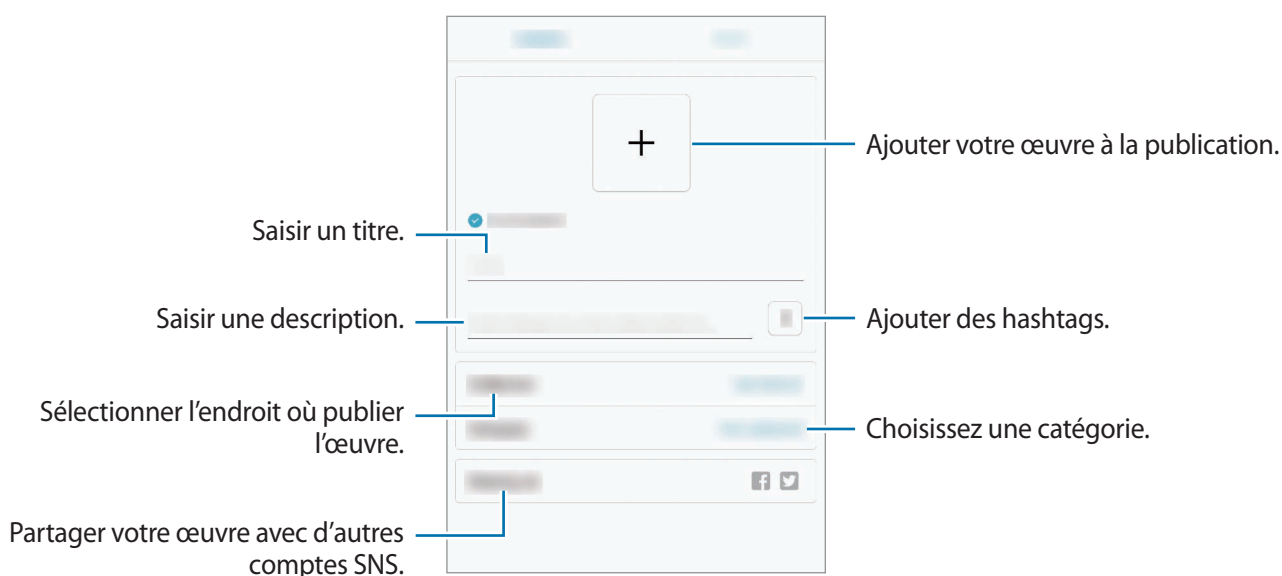 Ajouter votre œuvre à la publication.
Saisir un titre.
Saisir une description.
Ajouter des hashtags.
Sélectionner l’endroit où publier
l’œuvre.
Choisissez une catégorie.
Partager votre œuvre avec d’autres
comptes SNS.